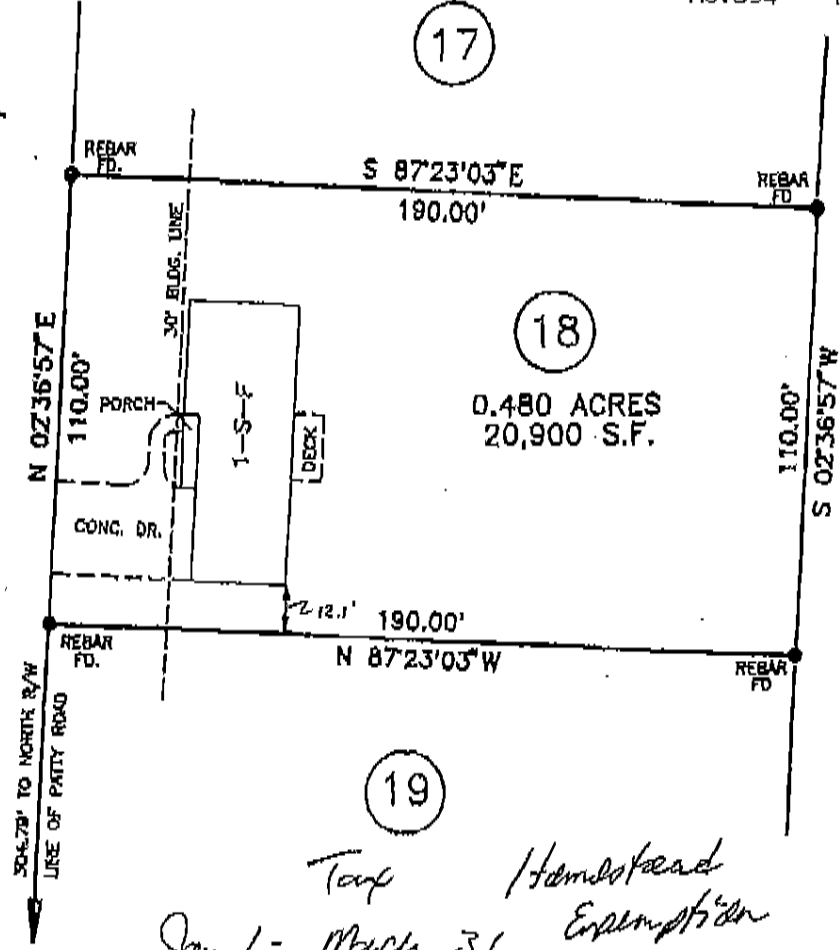 17
REBAR
FD.
S 87°23'03"E
190.00'
REBAR
FD
30' BLDG. LINE
N 02°36'57"E
110.00'
18
0.480 ACRES
20,900 S.F.
PORCH
1-S-F
DECK
110.00'
S 02°36'57"W
CONC. DR.
12.1'
190.00'
N 87°23'03"W
REBAR
FD.
REBAR
FD
304.79' TO NORTH R/W
LINE OF PATTY ROAD
19
Tax Homestead
Exemption
Jan 1 - March 31